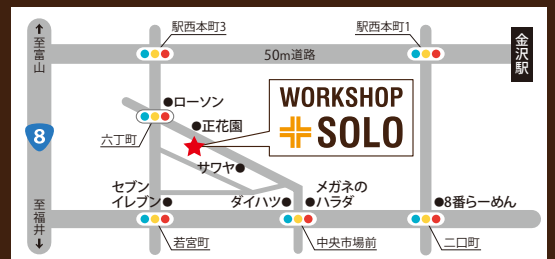 駅西本町3
駅西本町1
至富山
50m道路
金沢駅
ローソン
正花園
六丁町
WORKSHOP
SOLO
8
サワヤ
セブン
イレブン
メガネの
ハラダ
ダイハツ
8番らーめん
至福井
若宮町
中央市場前
二口町